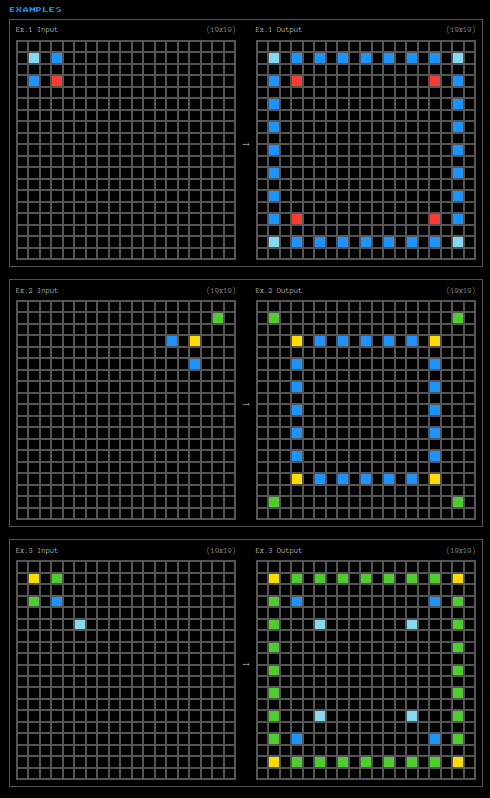 EXAMPLES
Ex.1 Input (19x19)
Ex.1 Output (19x19)
→
Ex.2 Input (19x19)
Ex.2 Output (19x19)
→
Ex.3 Input (19x19)
Ex.3 Output (19x19)
→